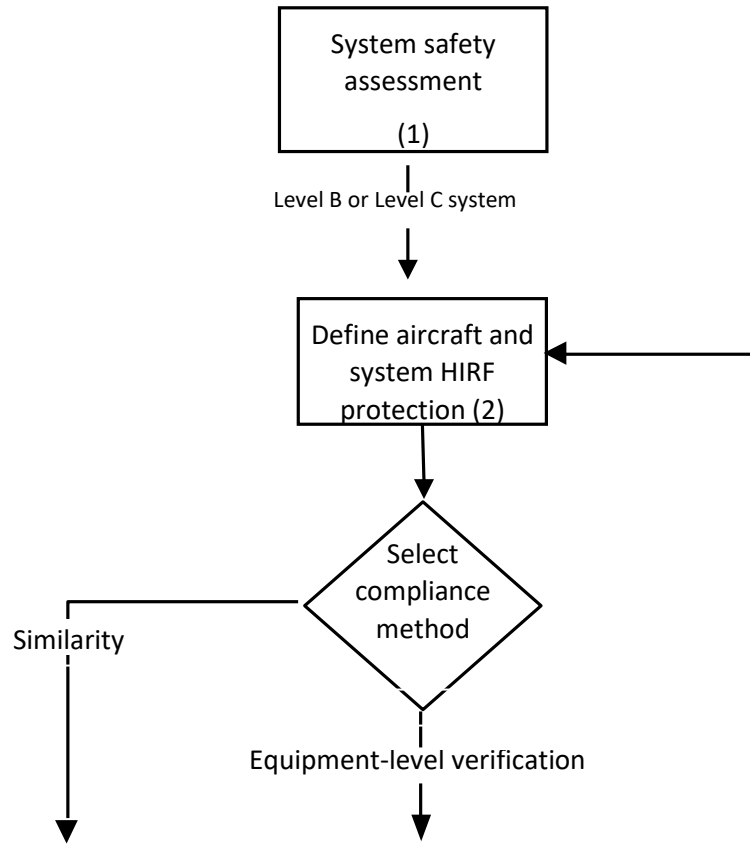 System safety
assessment
(1)
Level B or Level C system
Define aircraft and
system HIRF
protection (2)
Select
compliance
method
Similarity
Equipment-level verification